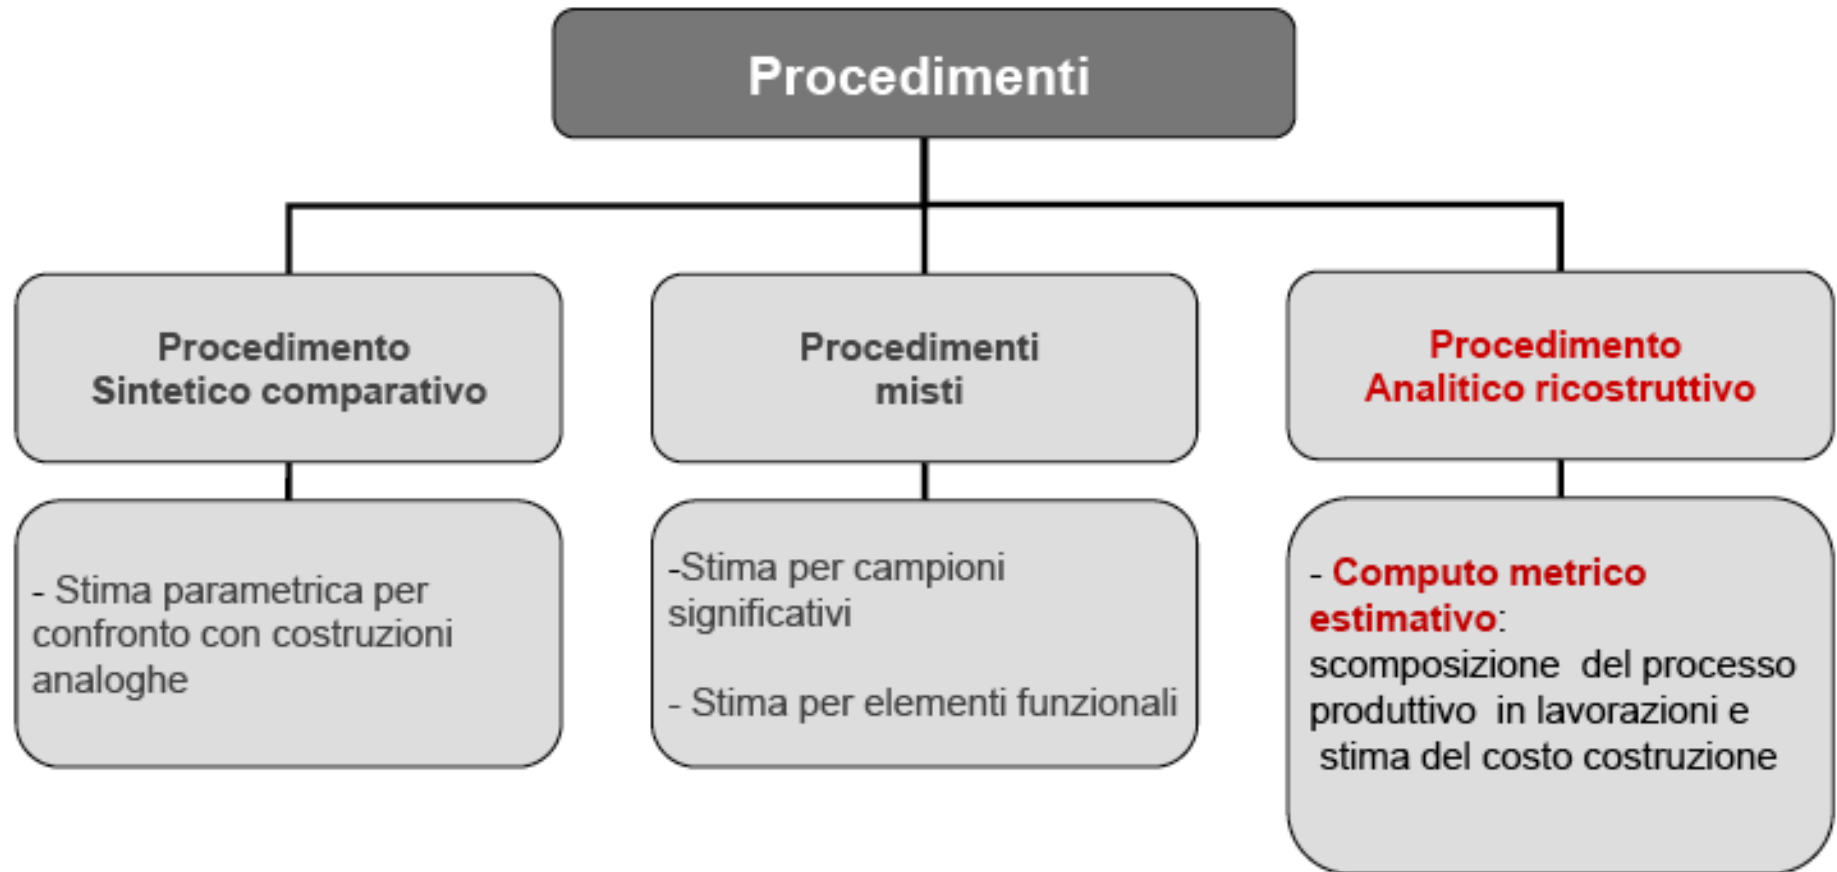 Procedimenti
Procedimento
Sintetico comparativo
Procedimenti
misti
Procedimento
Analitico ricostruttivo
- Stima parametrica per
confronto con costruzioni
analoghe
-Stima per campioni
significativi
- Stima per elementi funzionali
- Computo metrico
estimativo:
scomposizione del processo
produttivo in lavorazioni e
stima del costo costruzione